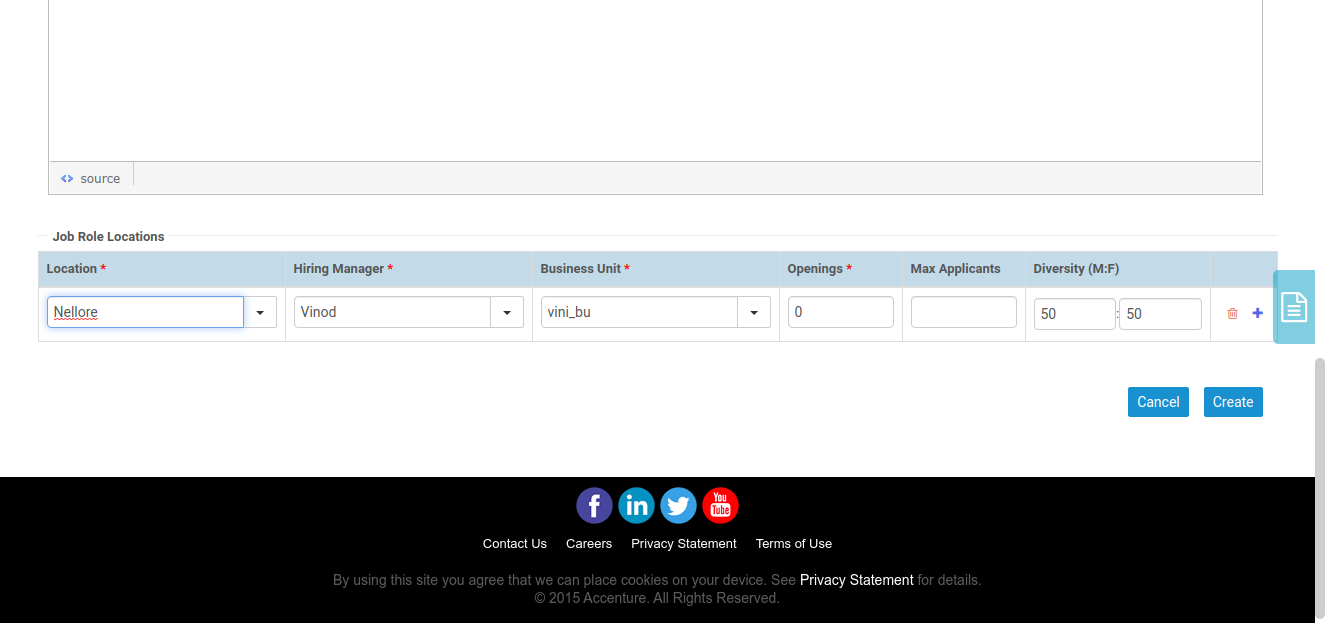 source
Job Role Locations
Location * Hiring Manager * Business Unit * Openings * Max Applicants Diversity (M:F)
Nellore Vinod vini_bu 0 50 : 50
Cancel Create
f in You Tube
Contact Us Careers Privacy Statement Terms of Use
By using this site you agree that we can place cookies on your device. See Privacy Statement for details.
© 2015 Accenture. All Rights Reserved.